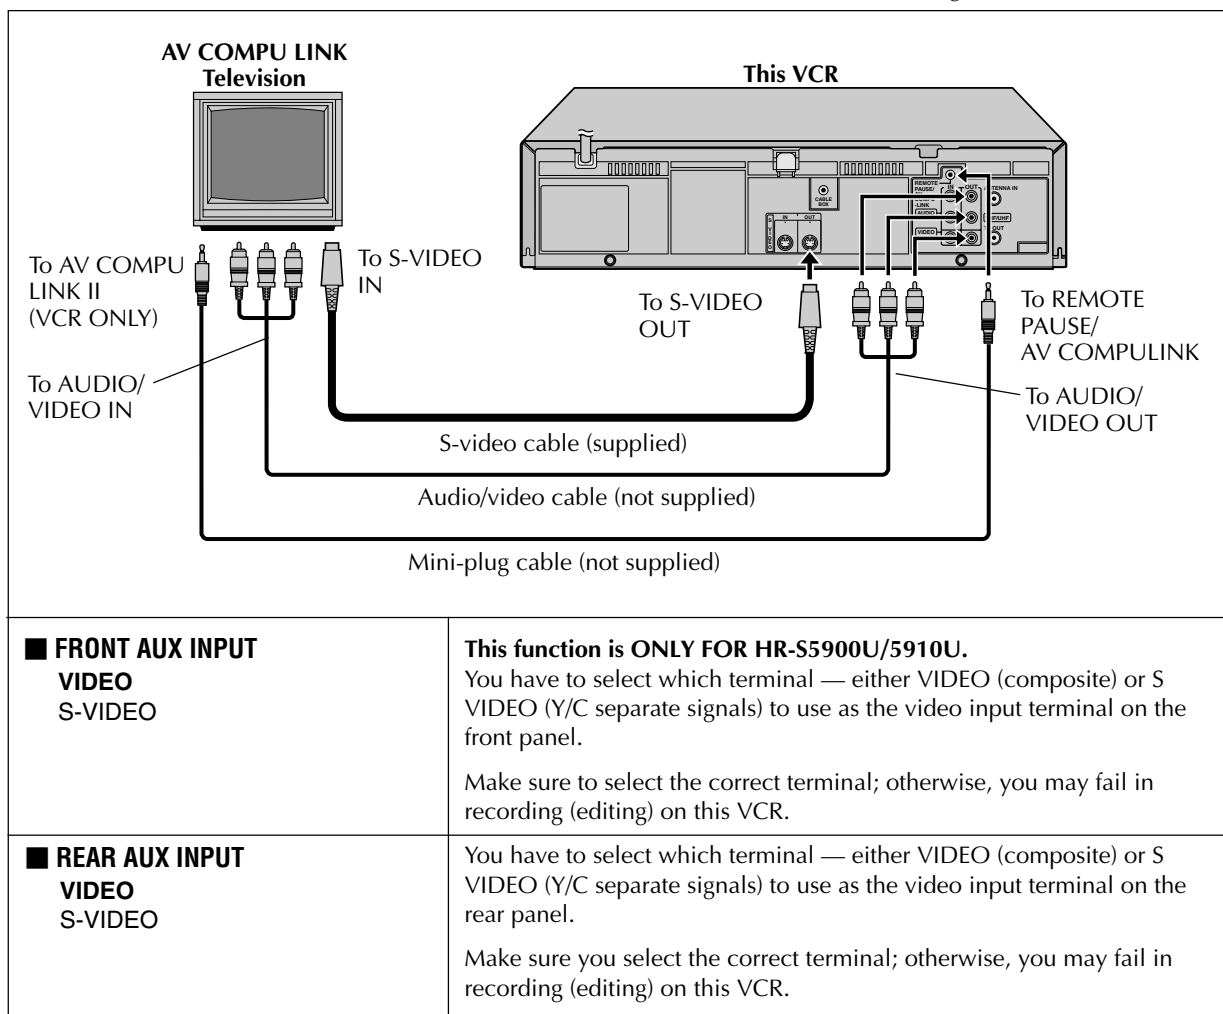 AV COMPU LINK
Television
This VCR
REMOTE
PAUSE/
-LINK
AUDIO
VIDEO
IN
OUT
CABLE
BOX
IN
OUT
S VIDEO
To AV COMPU
LINK II
(VCR ONLY)
To S-VIDEO
IN
To S-VIDEO
OUT
To REMOTE
PAUSE/
AV COMPULINK
To AUDIO/
VIDEO IN
To AUDIO/
VIDEO OUT
S-video cable (supplied)
Audio/video cable (not supplied)
Mini-plug cable (not supplied)
■ FRONT AUX INPUT
VIDEO
S-VIDEO
This function is ONLY FOR HR-S5900U/5910U.
You have to select which terminal — either VIDEO (composite) or S
VIDEO (Y/C separate signals) to use as the video input terminal on the
front panel.
Make sure to select the correct terminal; otherwise, you may fail in
recording (editing) on this VCR.
■ REAR AUX INPUT
VIDEO
S-VIDEO
You have to select which terminal — either VIDEO (composite) or S
VIDEO (Y/C separate signals) to use as the video input terminal on the
rear panel.
Make sure you select the correct terminal; otherwise, you may fail in
recording (editing) on this VCR.